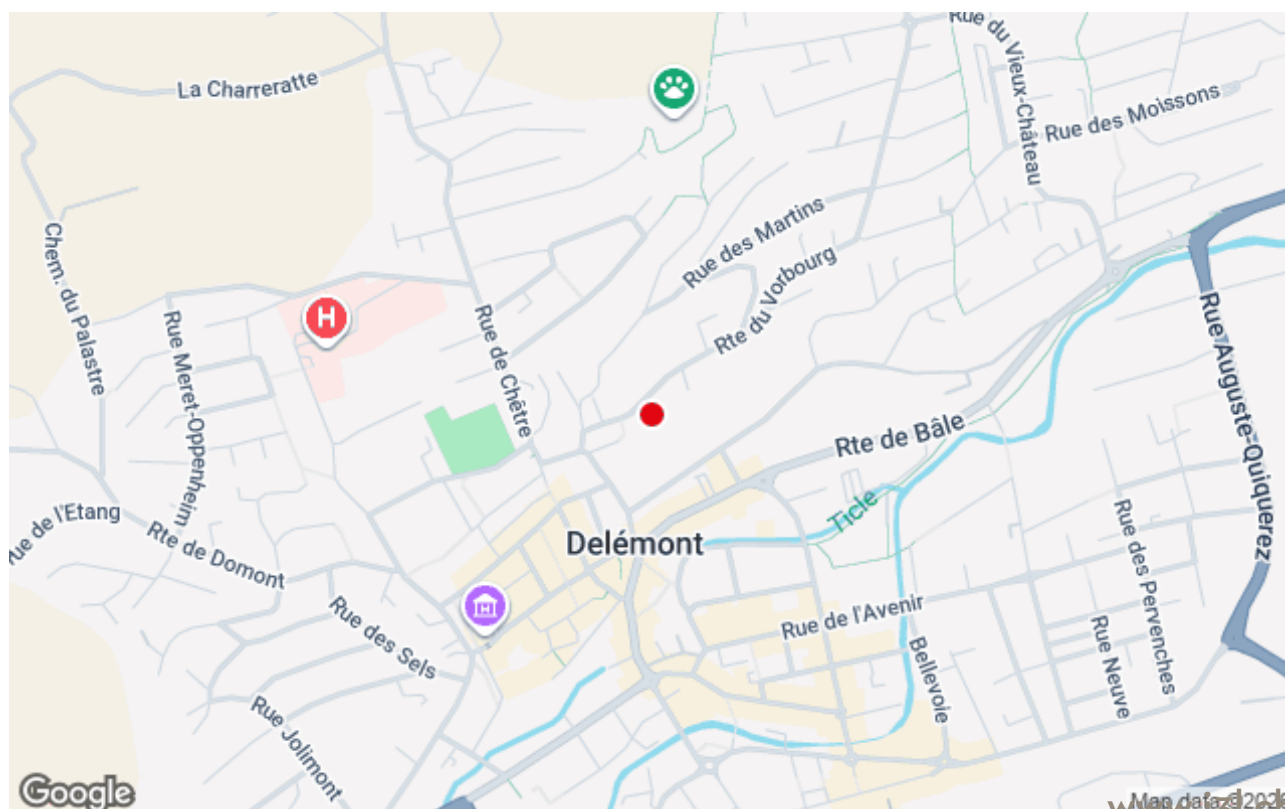 La Charreratte
Rue du Vieux-Château
Rue des Moissons
Chem. du Palastre
Rue Meret-Oppenheim
H
Rue de Chêtre
Rue des Martins
Rte du Vorbourg
Rue Auguste-Quiquerez
Rte de Bâle
Ticle
Delémont
Rue de l'Etang
Rte de Domont
Rue des Sels
Rue Jolimont
Rue de l'Avenir
Bellevoie
Rue des Pervenches
Rue Neuve
Google